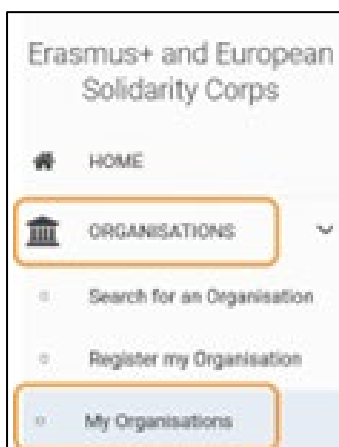 Erasmus+ and European
Solidarity Corps
HOME
ORGANISATIONS
Search for an Organisation
Register my Organisation
My Organisations